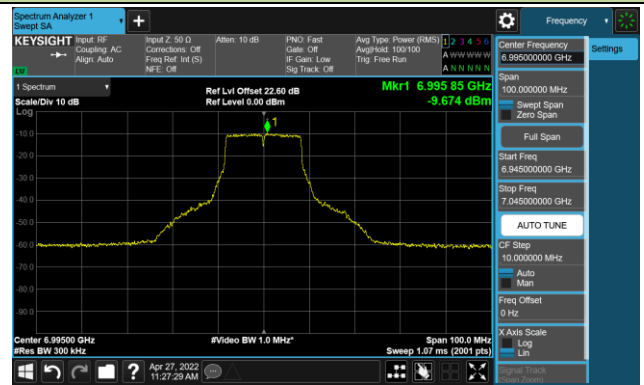 Spectrum Analyzer 1
Swept SA
Frequency
KEYSIGHT
Input: RF
Coupling: AC
Align: Auto
Input Z: 50 Ω
Corrections: Off
Freq Ref: Int (S)
NFE: Off
Atten: 10 dB
PNO: Fast
Gate: Off
IF Gain: Low
Sig Track: Off
Avg Type: Power (RMS)
Avg|Hold: 100/100
Trig: Free Run
1 2 3 4 5 6
A WW WW W
A N N N N N
1 Spectrum
Scale/Div 10 dB
Log
Ref Lvl Offset 22.60 dB
Ref Level 0.00 dBm
Mkr1 6.995 85 GHz
-9.674 dBm
1
-10.0
-20.0
-30.0
-40.0
-50.0
-60.0
-70.0
-80.0
-90.0
Center 6.99500 GHz
#Res BW 300 kHz
#Video BW 1.0 MHz*
Span 100.0 MHz
Sweep 1.07 ms (2001 pts)
Center Frequency
6.995000000 GHz
Settings
Span
100.000000 MHz
Swept Span
Zero Span
Full Span
Start Freq
6.945000000 GHz
Stop Freq
7.045000000 GHz
AUTO TUNE
CF Step
10.000000 MHz
Auto
Man
Freq Offset
0 Hz
X Axis Scale
Log
Lin
Signal Track
(Span Zoom)
?
Apr 27, 2022
11:27:29 AM